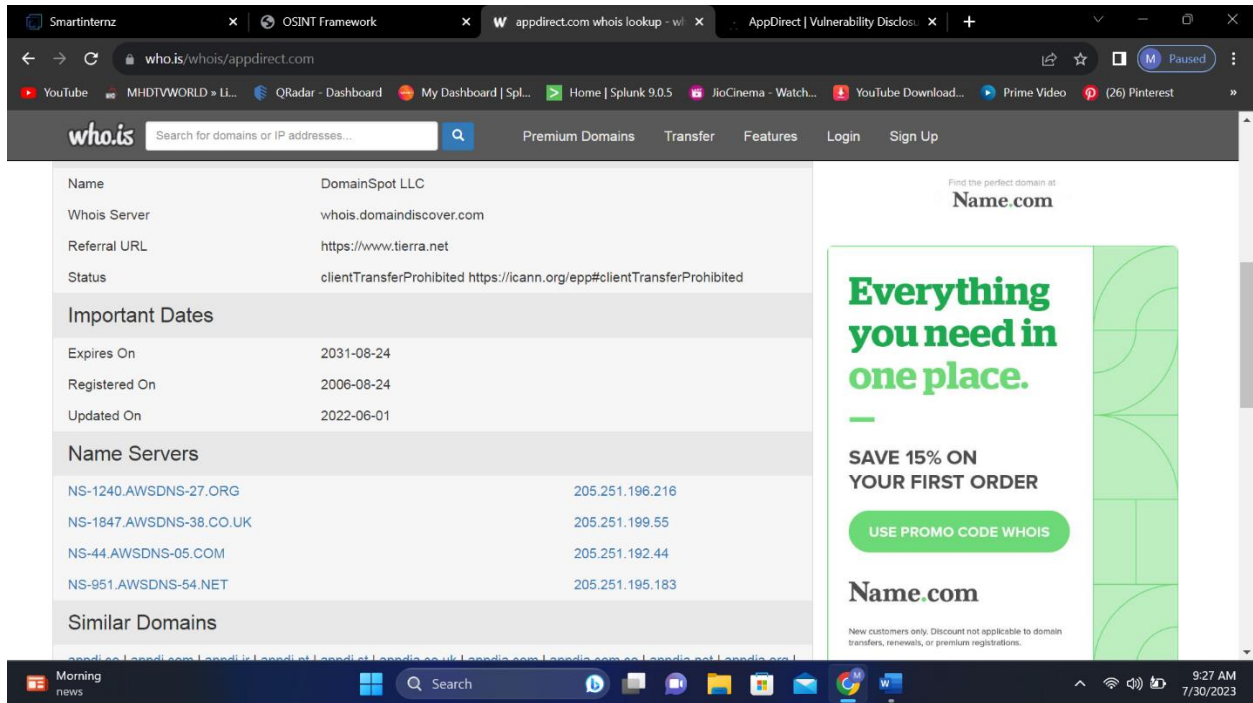 Smartinternz
OSINT Framework
W appdirect.com whois lookup - wh
AppDirect | Vulnerability Disclosu
who.is/whois/appdirect.com
M Paused
YouTube
MHDTVWORLD » Li...
QRadar - Dashboard
My Dashboard | Spl...
Home | Splunk 9.0.5
JioCinema - Watch...
YouTube Download...
Prime Video
(26) Pinterest
»
who.is
Search for domains or IP addresses...
Premium Domains
Transfer
Features
Login
Sign Up
Name DomainSpot LLC
Whois Server whois.domaindiscover.com
Referral URL https://www.tierra.net
Status clientTransferProhibited https://icann.org/epp#clientTransferProhibited
Important Dates
Expires On 2031-08-24
Registered On 2006-08-24
Updated On 2022-06-01
Name Servers
NS-1240.AWSDNS-27.ORG 205.251.196.216
NS-1847.AWSDNS-38.CO.UK 205.251.199.55
NS-44.AWSDNS-05.COM 205.251.192.44
NS-951.AWSDNS-54.NET 205.251.195.183
Similar Domains
Find the perfect domain at
Name.com
Everything
you need in
one place.
SAVE 15% ON
YOUR FIRST ORDER
USE PROMO CODE WHOIS
Name.com
New customers only. Discount not applicable to domain
transfers, renewals, or premium registrations.
Morning
news
Search
9:27 AM
7/30/2023